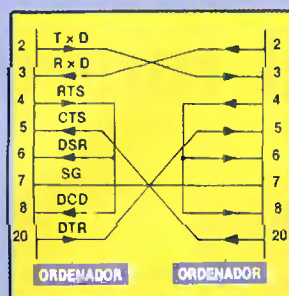 2 T x D 2
3 R x D 3
4 RTS 4
5 CTS 5
6 DSR 6
7 SG 7
8 DCD 8
20 DTR 20
ORDENADOR ORDENADOR